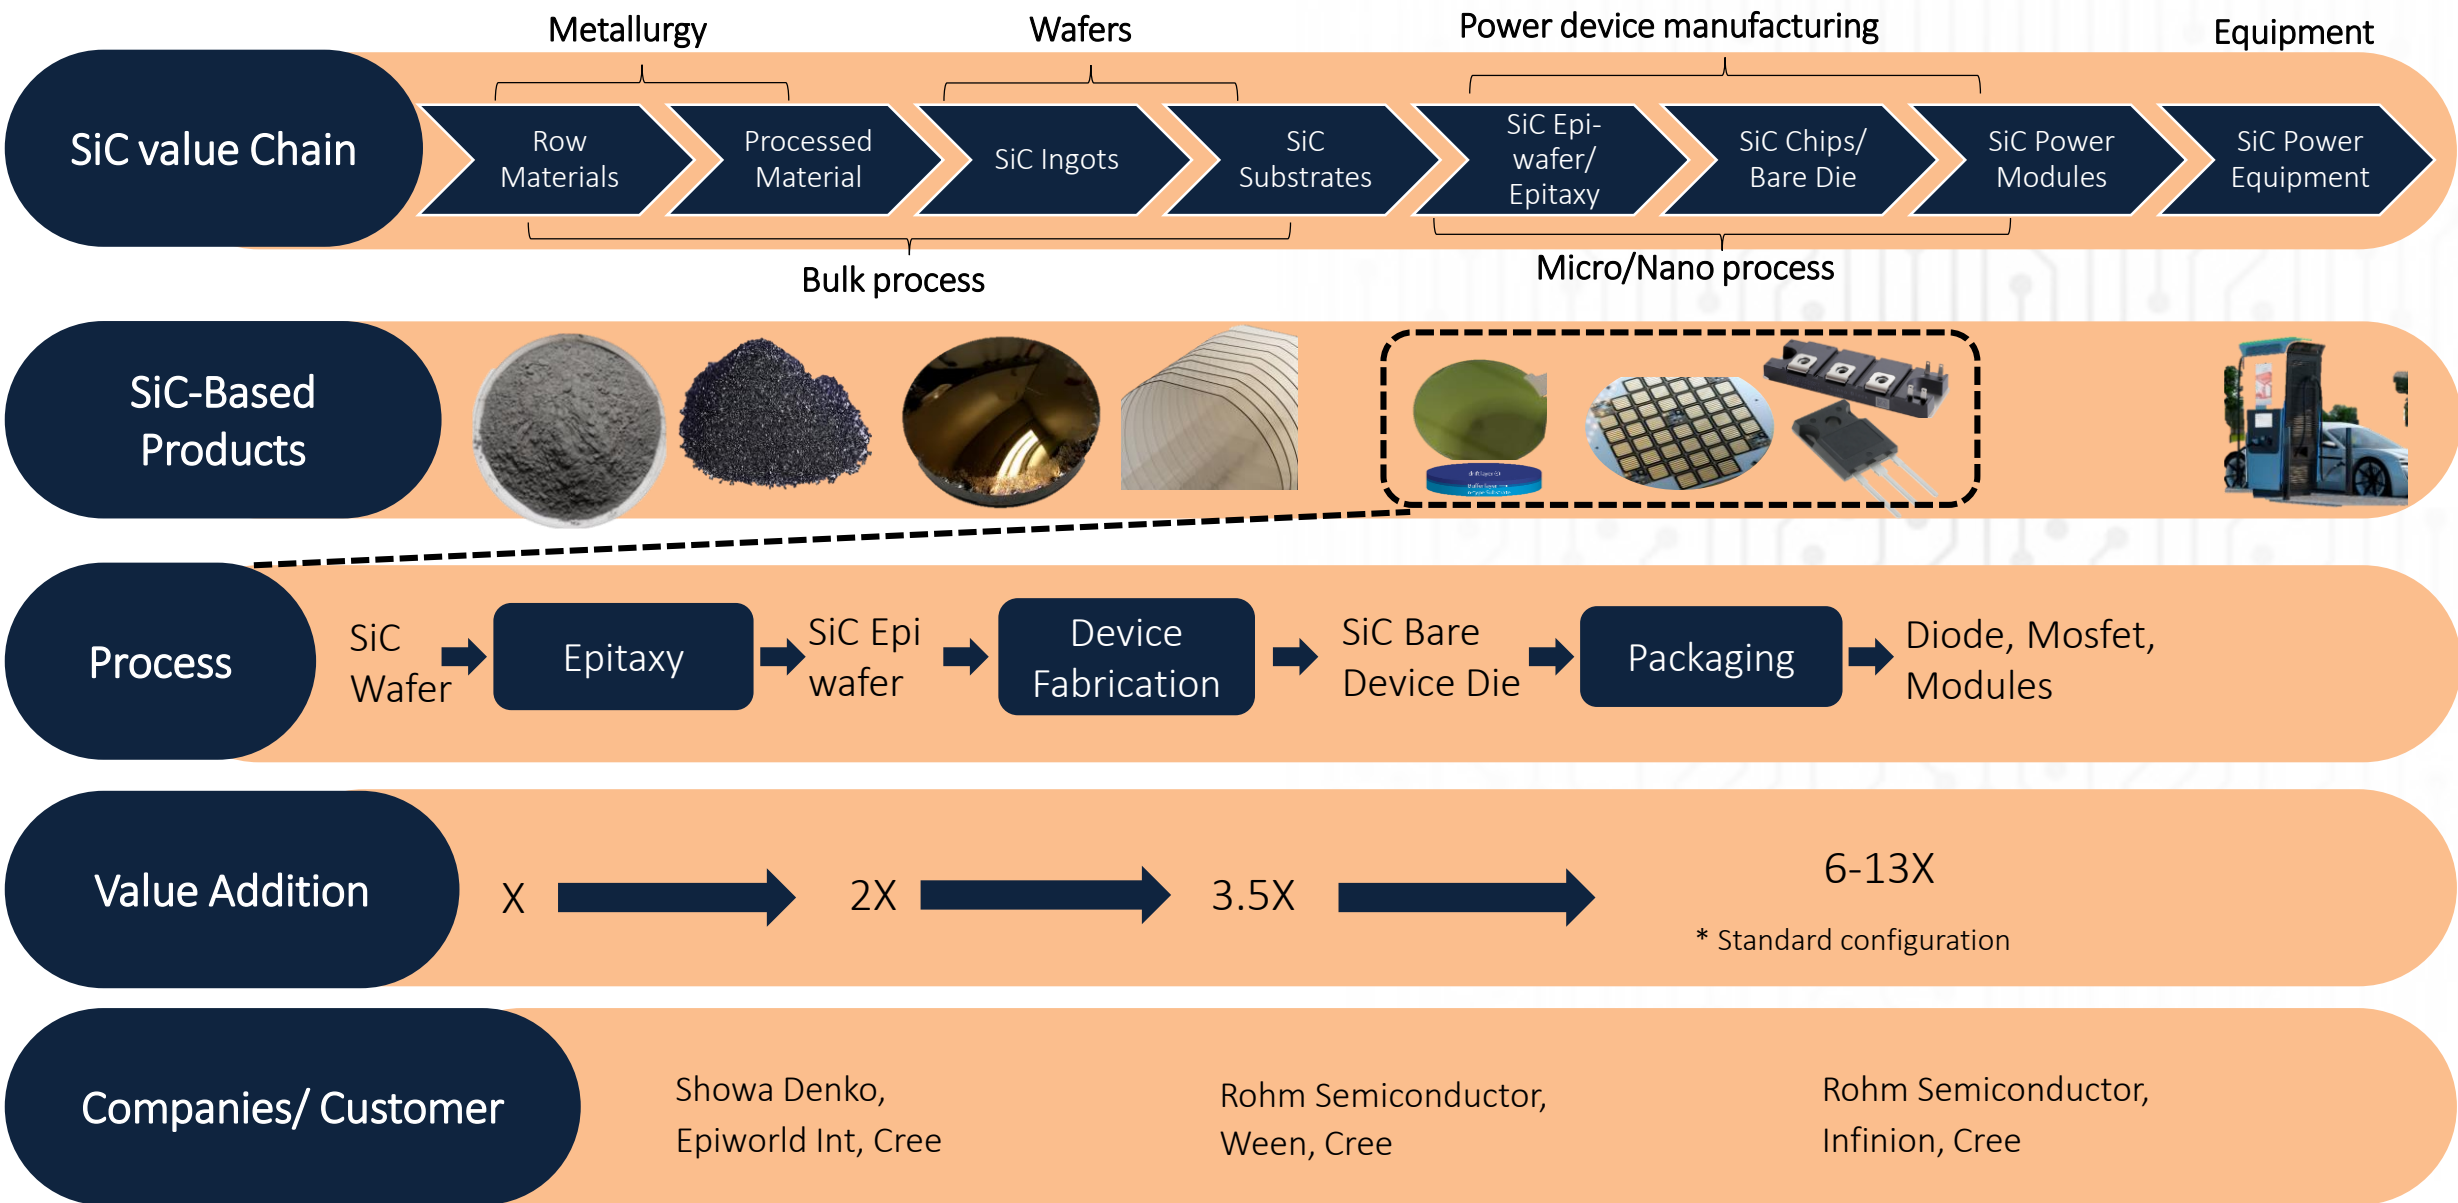 Metallurgy
Wafers
Power device manufacturing
Equipment
SiC value Chain
Row
Materials
Processed
Material
SiC Ingots
SiC
Substrates
SiC Epi-
wafer/
Epitaxy
SiC Chips/
Bare Die
SiC Power
Modules
SiC Power
Equipment
Bulk process
Micro/Nano process
SiC-Based
Products
Process
SiC
Wafer
Epitaxy
SiC Epi
wafer
Device
Fabrication
SiC Bare
Device Die
Packaging
Diode, Mosfet,
Modules
Value Addition
X
2X
3.5X
6-13X
* Standard configuration
Companies/ Customer
Showa Denko,
Epiworld Int, Cree
Rohm Semiconductor,
Ween, Cree
Rohm Semiconductor,
Infinion, Cree